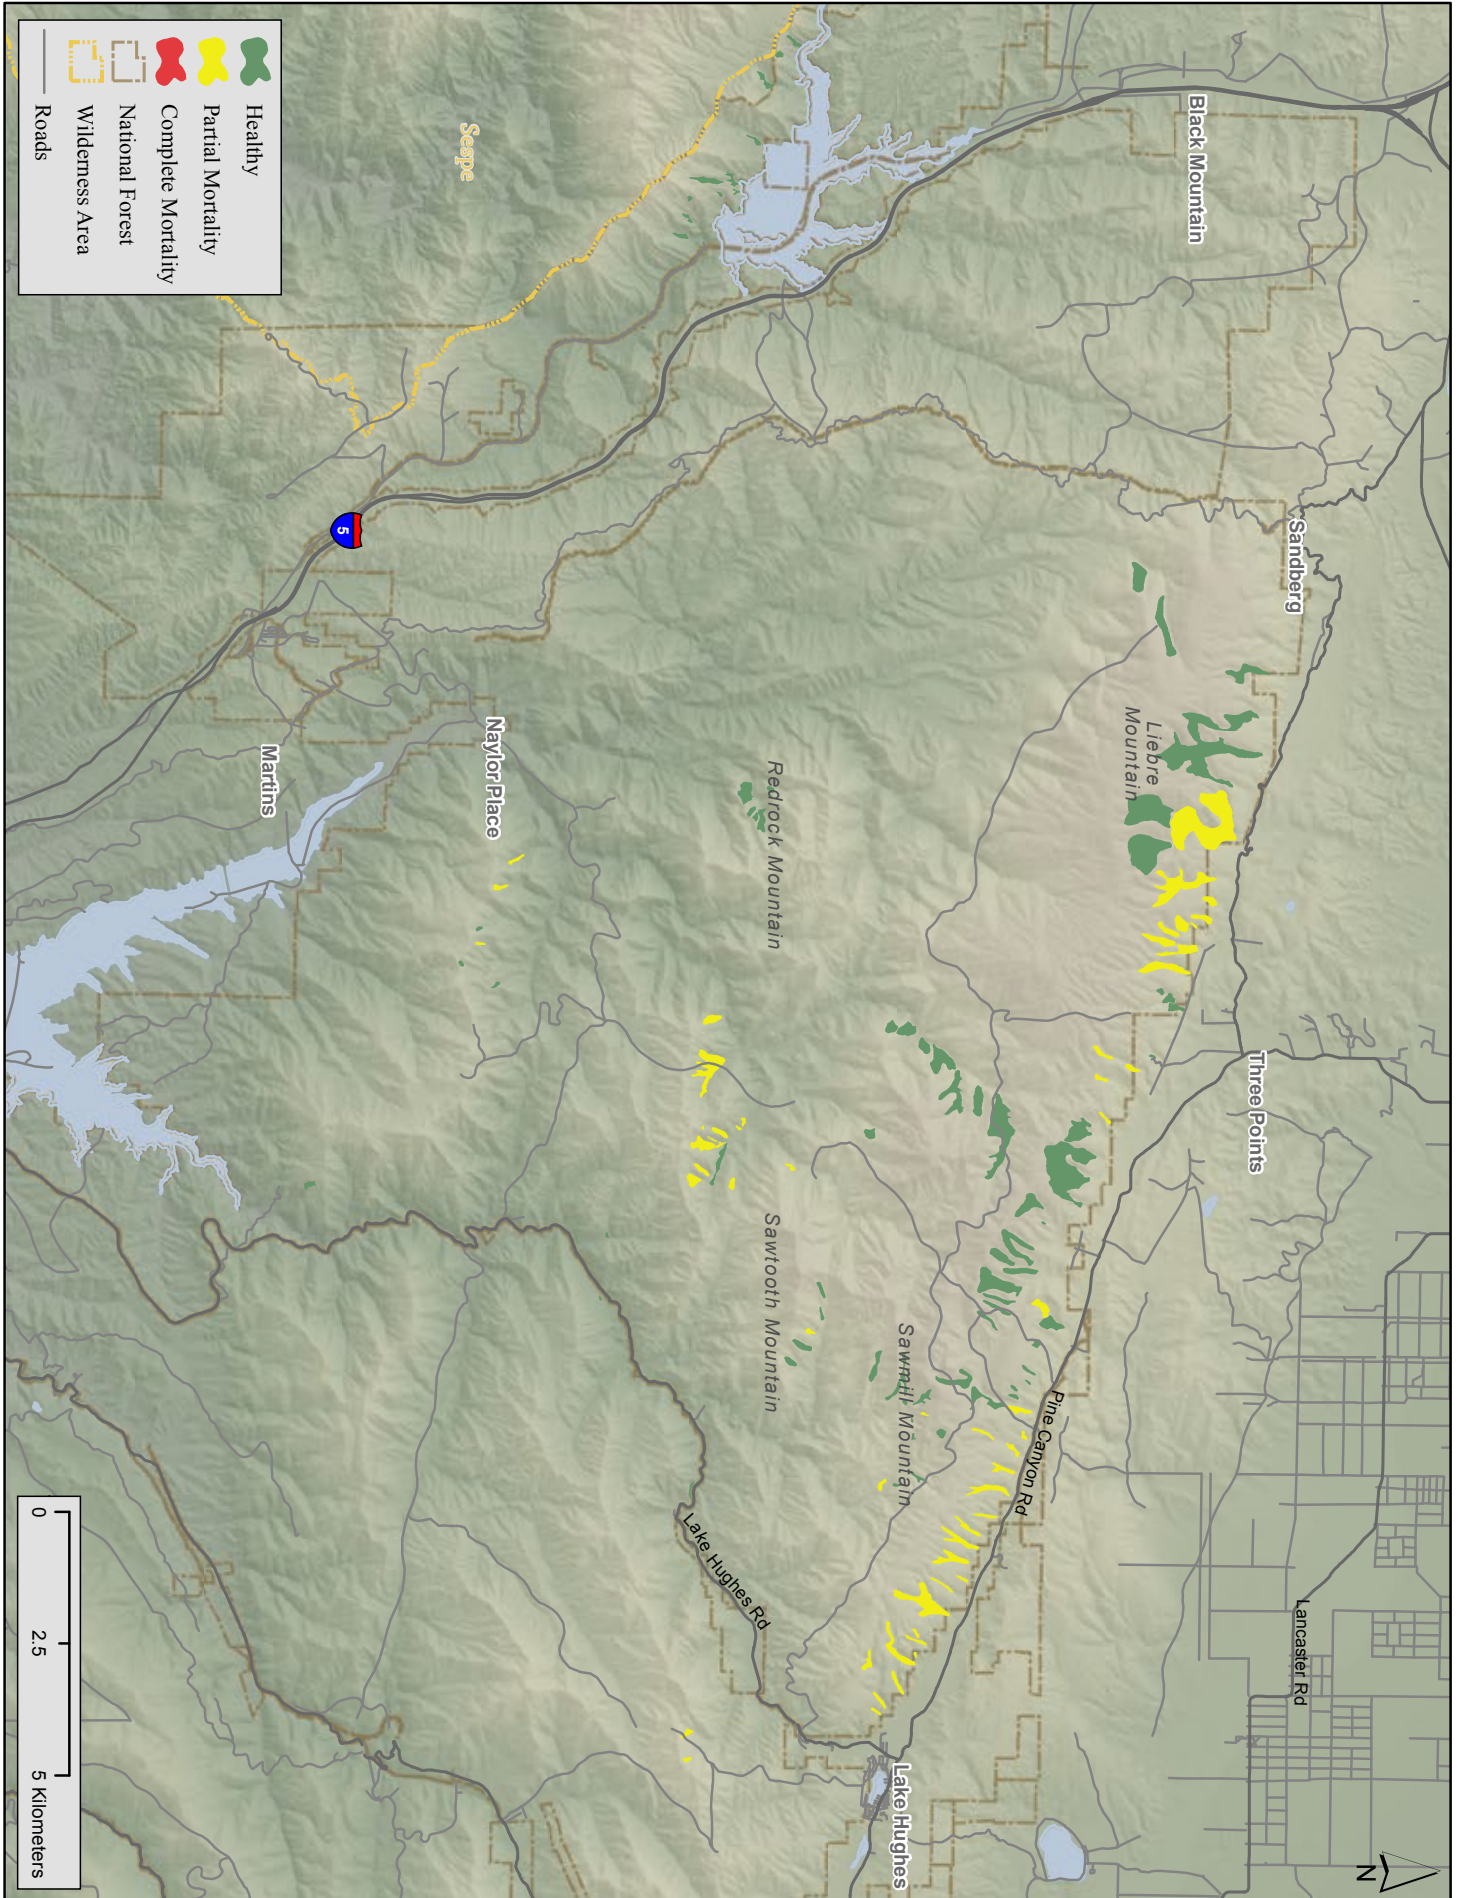 Black Mountain
Sandberg
Three Points
Lancaster Rd
N
Liebre
Mountain
Pine Canyon Rd
Sawmill Mountain
Lake Hughes
Redrock Mountain
Sawtooth Mountain
Lake Hughes Rd
Sespe
Naylor Place
5
Martins
Healthy
Partial Mortality
Complete Mortality
National Forest
Wilderness Area
Roads
0 2.5 5 Kilometers